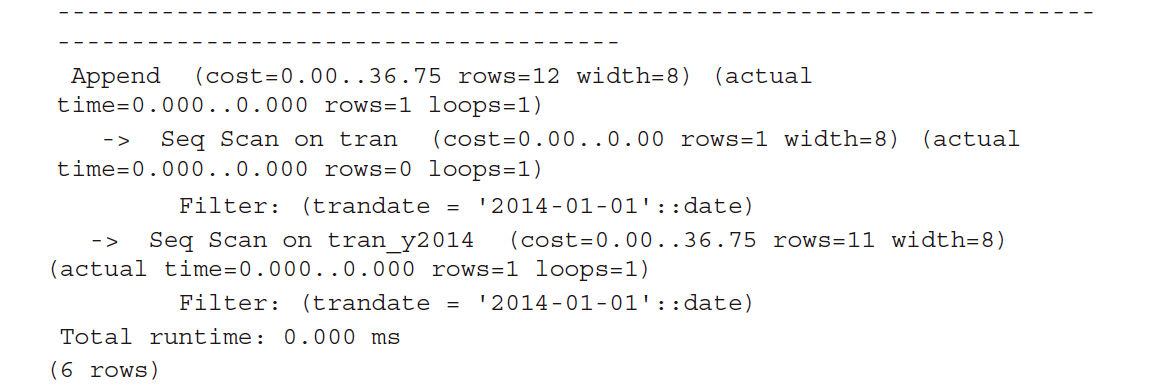 ----------------------------------------------------------------------
--------------------------------------
Append  (cost=0.00..36.75 rows=12 width=8) (actual
time=0.000..0.000 rows=1 loops=1)
->  Seq Scan on tran  (cost=0.00..0.00 rows=1 width=8) (actual
time=0.000..0.000 rows=0 loops=1)
Filter: (trandate = '2014-01-01'::date)
->  Seq Scan on tran_y2014  (cost=0.00..36.75 rows=11 width=8)
(actual time=0.000..0.000 rows=1 loops=1)
Filter: (trandate = '2014-01-01'::date)
Total runtime: 0.000 ms
(6 rows)